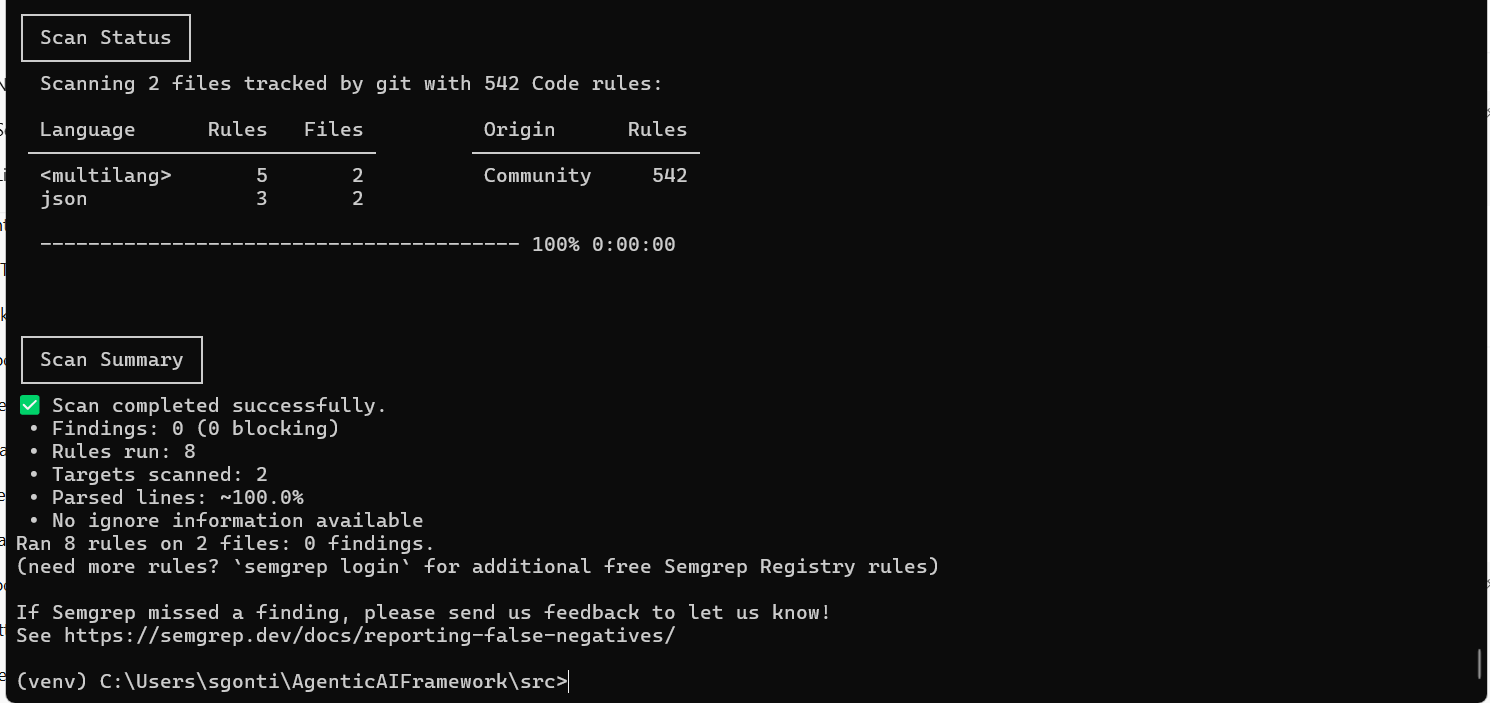 Scan Status
Scanning 2 files tracked by git with 542 Code rules:
Language Rules Files Origin Rules
<multilang> 5 2 Community 542
json 3 2
---------------------------------------- 100% 0:00:00
Scan Summary
✅ Scan completed successfully.
• Findings: 0 (0 blocking)
• Rules run: 8
• Targets scanned: 2
• Parsed lines: ~100.0%
• No ignore information available
Ran 8 rules on 2 files: 0 findings.
(need more rules? `semgrep login` for additional free Semgrep Registry rules)
If Semgrep missed a finding, please send us feedback to let us know!
See https://semgrep.dev/docs/reporting-false-negatives/
(venv) C:\Users\sgonti\AgenticAIFramework\src>